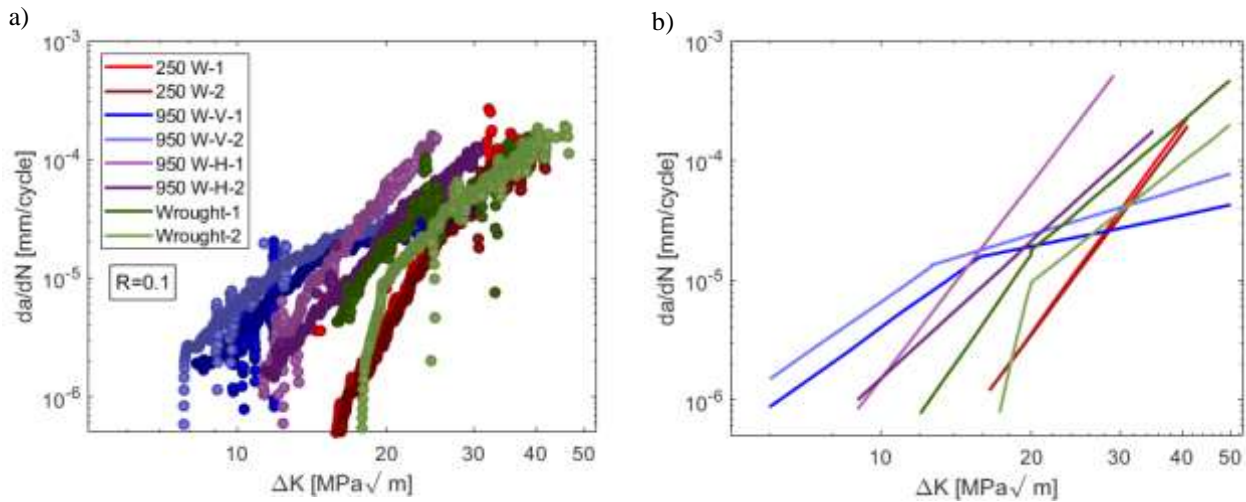 a)
10⁻³
10⁻⁴
10⁻⁵
10⁻⁶
da/dN [mm/cycle]
250 W-1
250 W-2
950 W-V-1
950 W-V-2
950 W-H-1
950 W-H-2
Wrought-1
Wrought-2
R=0.1
10 20 30 40 50
ΔK [MPa√ m]
b)
10⁻³
10⁻⁴
10⁻⁵
10⁻⁶
da/dN [mm/cycle]
10 20 30 40 50
ΔK [MPa√ m]